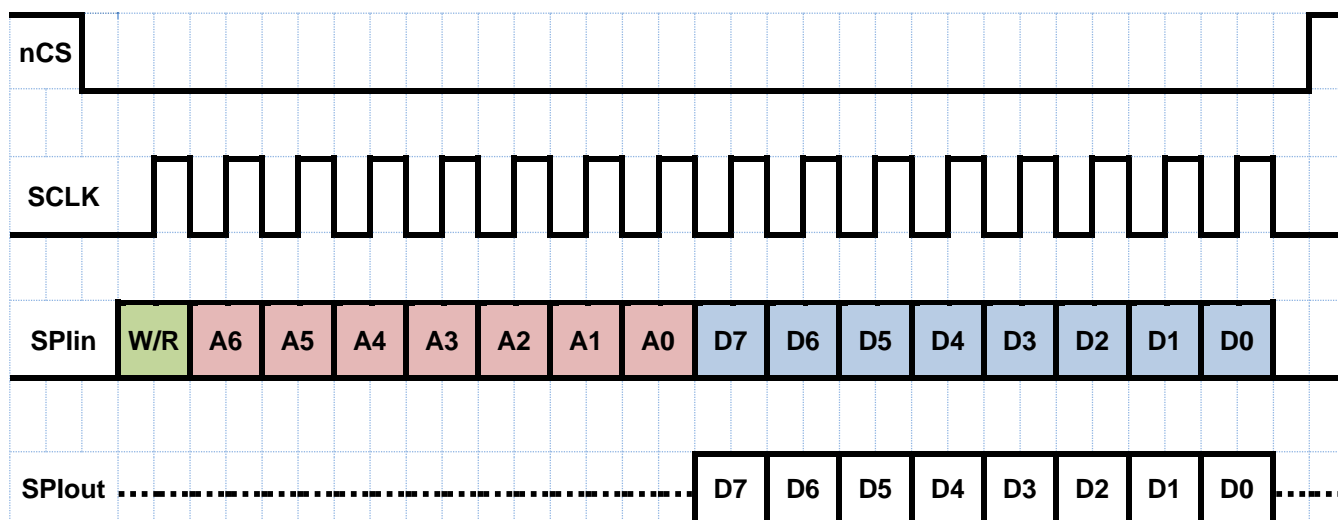 nCS
SCLK
SPIin W/R A6 A5 A4 A3 A2 A1 A0 D7 D6 D5 D4 D3 D2 D1 D0
SPIout D7 D6 D5 D4 D3 D2 D1 D0